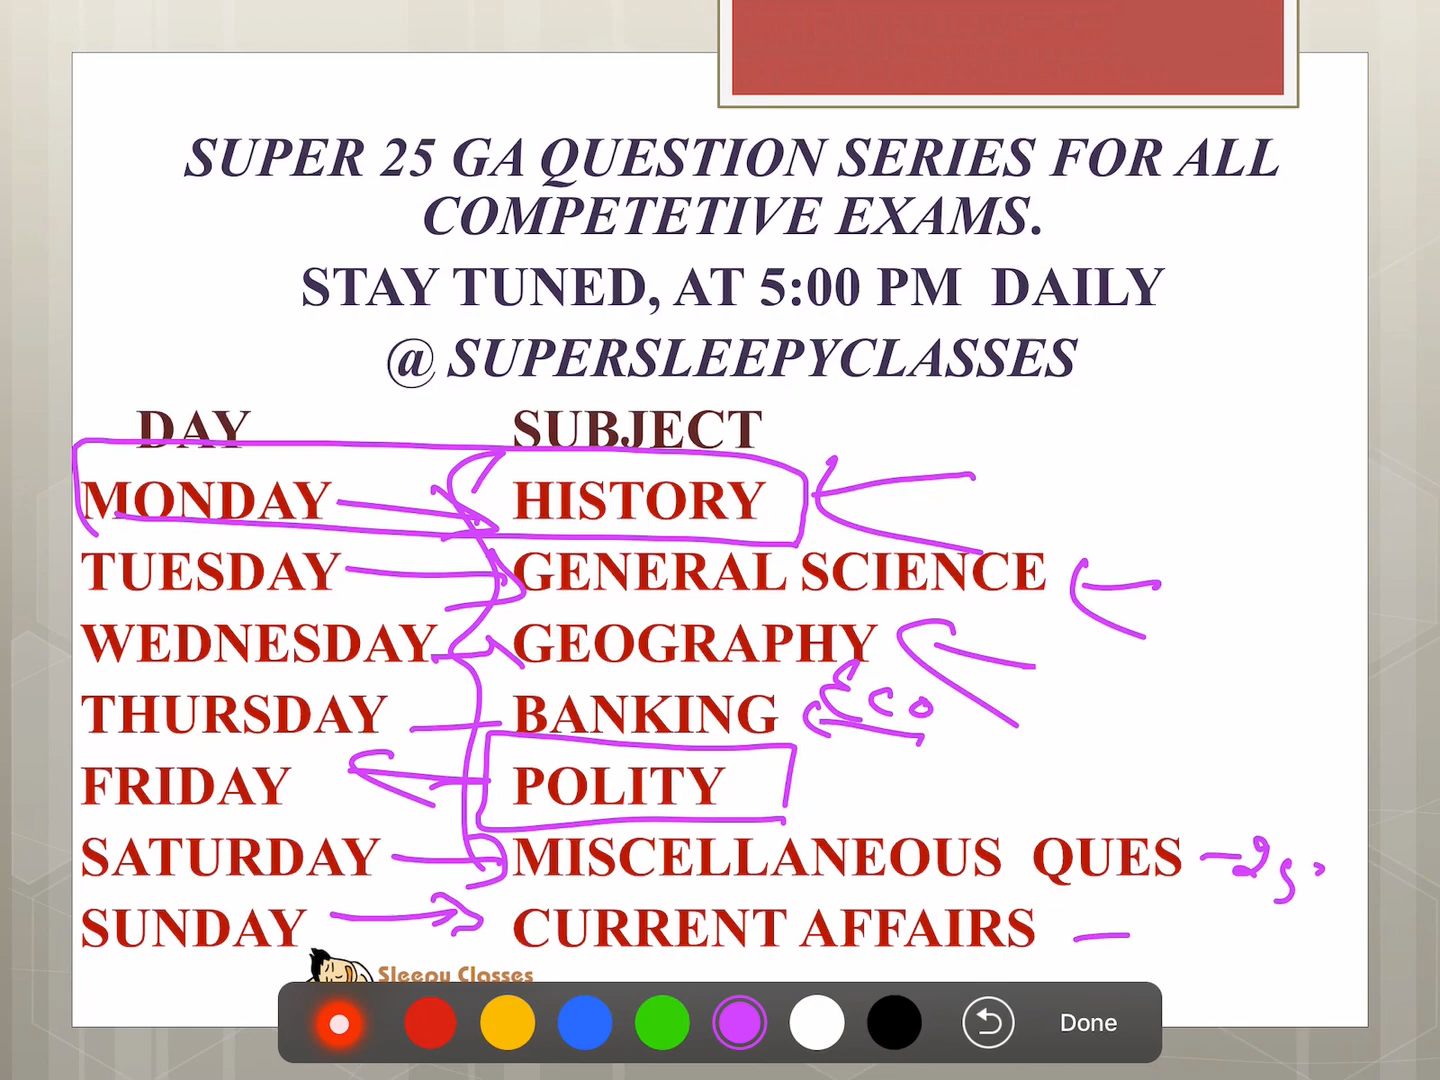 SUPER 25 GA QUESTION SERIES FOR ALL
COMPETETIVE EXAMS.
STAY TUNED, AT 5:00 PM DAILY
@ SUPERSLEEPYCLASSES
DAY SUBJECT
MONDAY HISTORY
TUESDAY GENERAL SCIENCE
WEDNESDAY GEOGRAPHY
THURSDAY BANKING Eco
FRIDAY POLITY
SATURDAY MISCELLANEOUS QUES
SUNDAY CURRENT AFFAIRS
Sleepy Classes
Done